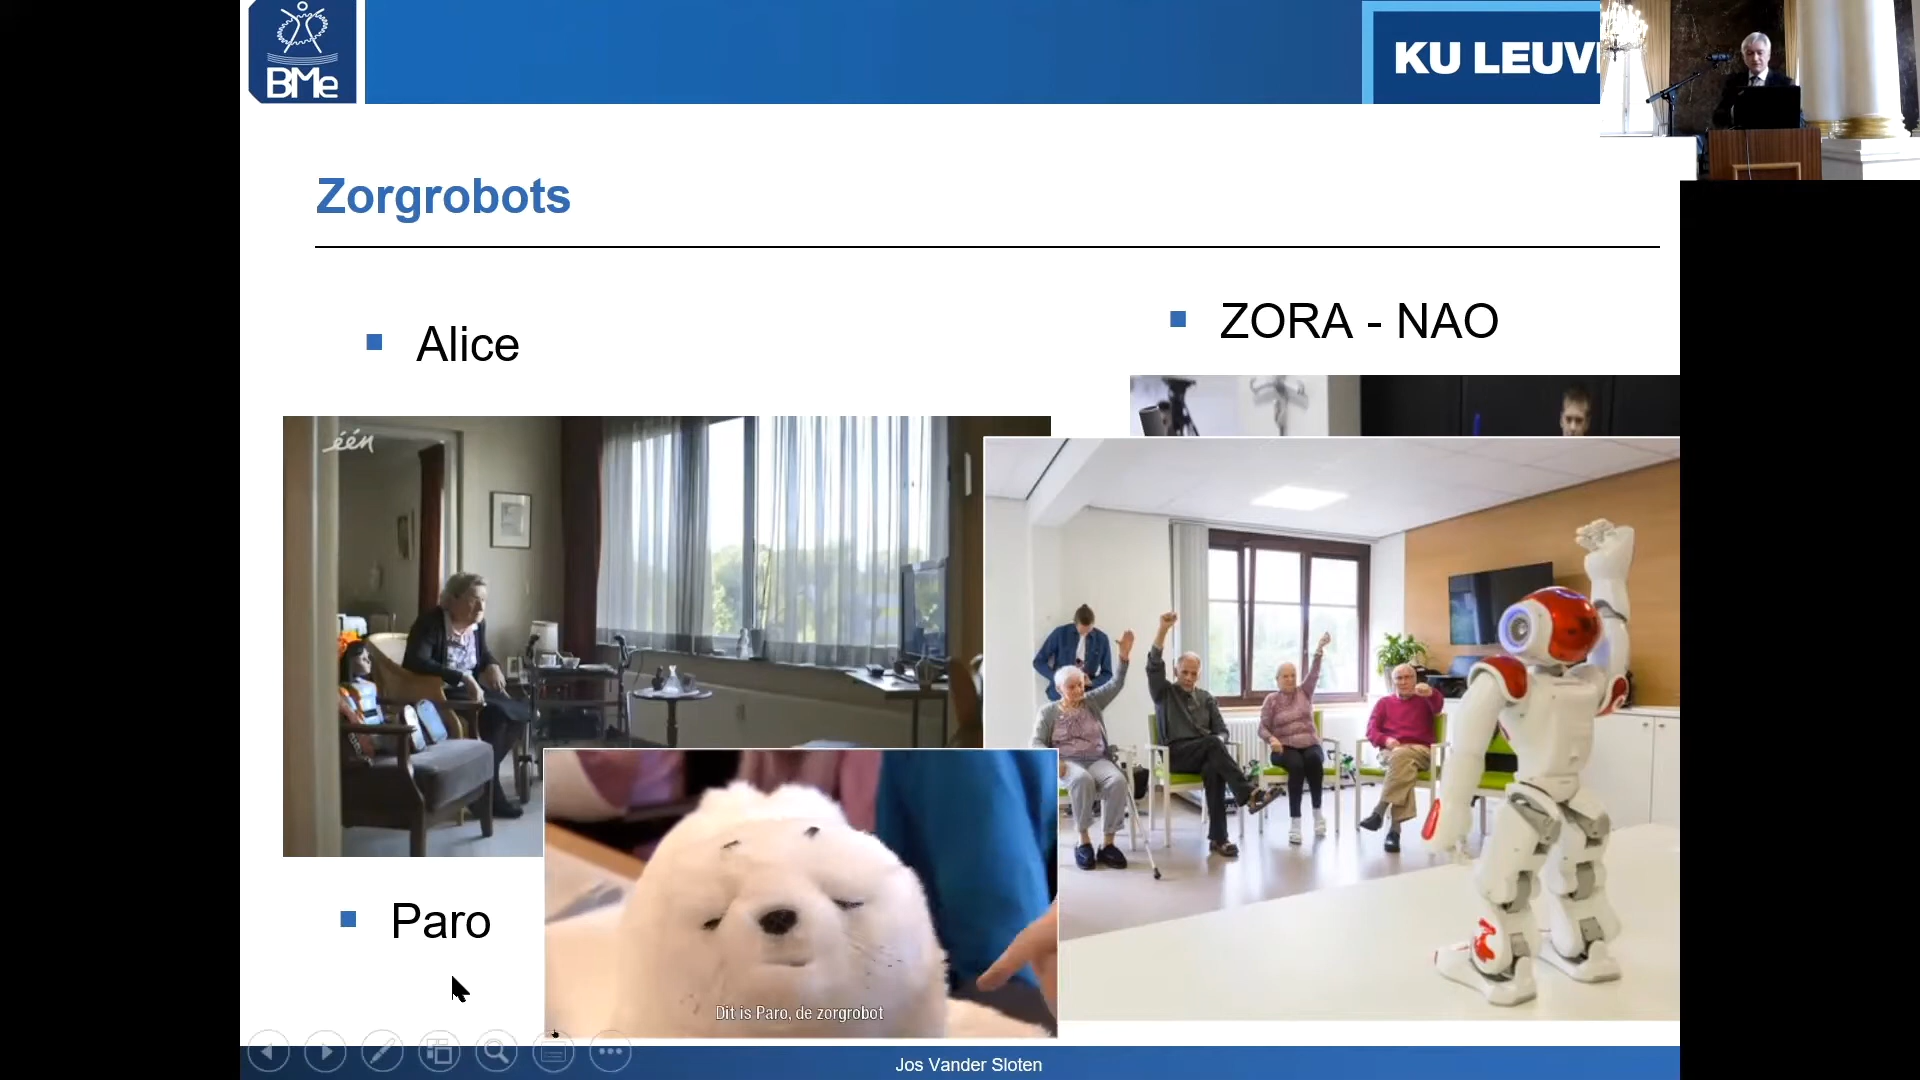 BMe
KU LEUV
Zorgrobots
Alice
ZORA - NAO
één
Paro
Dit is Paro, de zorgrobot
Jos Vander Sloten